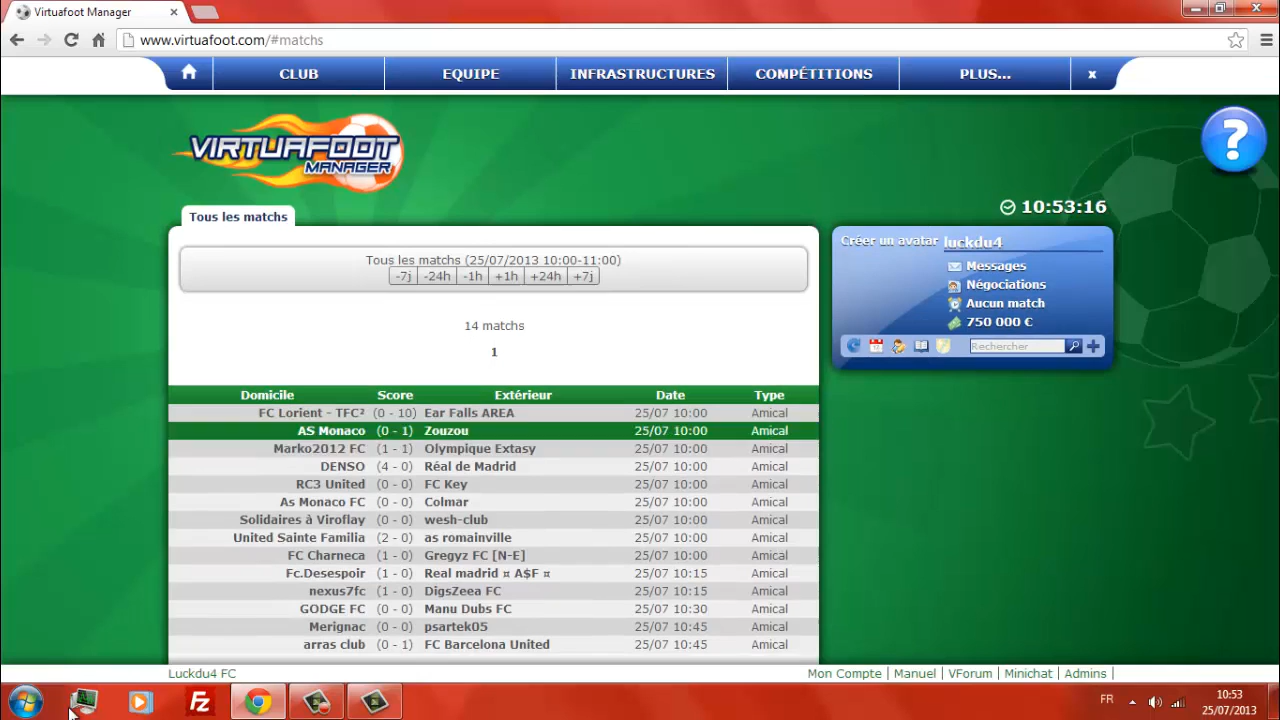 Virtuafoot Manager
www.virtuafoot.com/#matchs
CLUB EQUIPE INFRASTRUCTURES COMPÉTITIONS PLUS... x
VIRTUAFOOT
MANAGER
?
10:53:16
Tous les matchs
Créer un avatar luckdu4
Messages
Négociations
Aucun match
750 000 €
Rechercher
Tous les matchs (25/07/2013 10:00-11:00)
-7j -24h -1h +1h +24h +7j
14 matchs
1
Domicile Score Extérieur Date Type
FC Lorient - TFC² (0 - 10) Ear Falls AREA 25/07 10:00 Amical
AS Monaco (0 - 1) Zouzou 25/07 10:00 Amical
Marko2012 FC (1 - 1) Olympique Extasy 25/07 10:00 Amical
DENSO (4 - 0) Réal de Madrid 25/07 10:00 Amical
RC3 United (0 - 0) FC Key 25/07 10:00 Amical
As Monaco FC (0 - 0) Colmar 25/07 10:00 Amical
Solidaires à Viroflay (0 - 0) wesh-club 25/07 10:00 Amical
United Sainte Familia (2 - 0) as romainville 25/07 10:00 Amical
FC Charneca (1 - 0) Gregyz FC [N-E] 25/07 10:00 Amical
Fc.Desespoir (1 - 0) Real madrid ¤ A$F ¤ 25/07 10:15 Amical
nexus7fc (1 - 0) DigsZeea FC 25/07 10:15 Amical
GODGE FC (0 - 0) Manu Dubs FC 25/07 10:30 Amical
Merignac (0 - 0) psartek05 25/07 10:45 Amical
arras club (0 - 1) FC Barcelona United 25/07 10:45 Amical
Luckdu4 FC Mon Compte Manuel VForum Minichat Admins
Fz
FR
10:53
25/07/2013